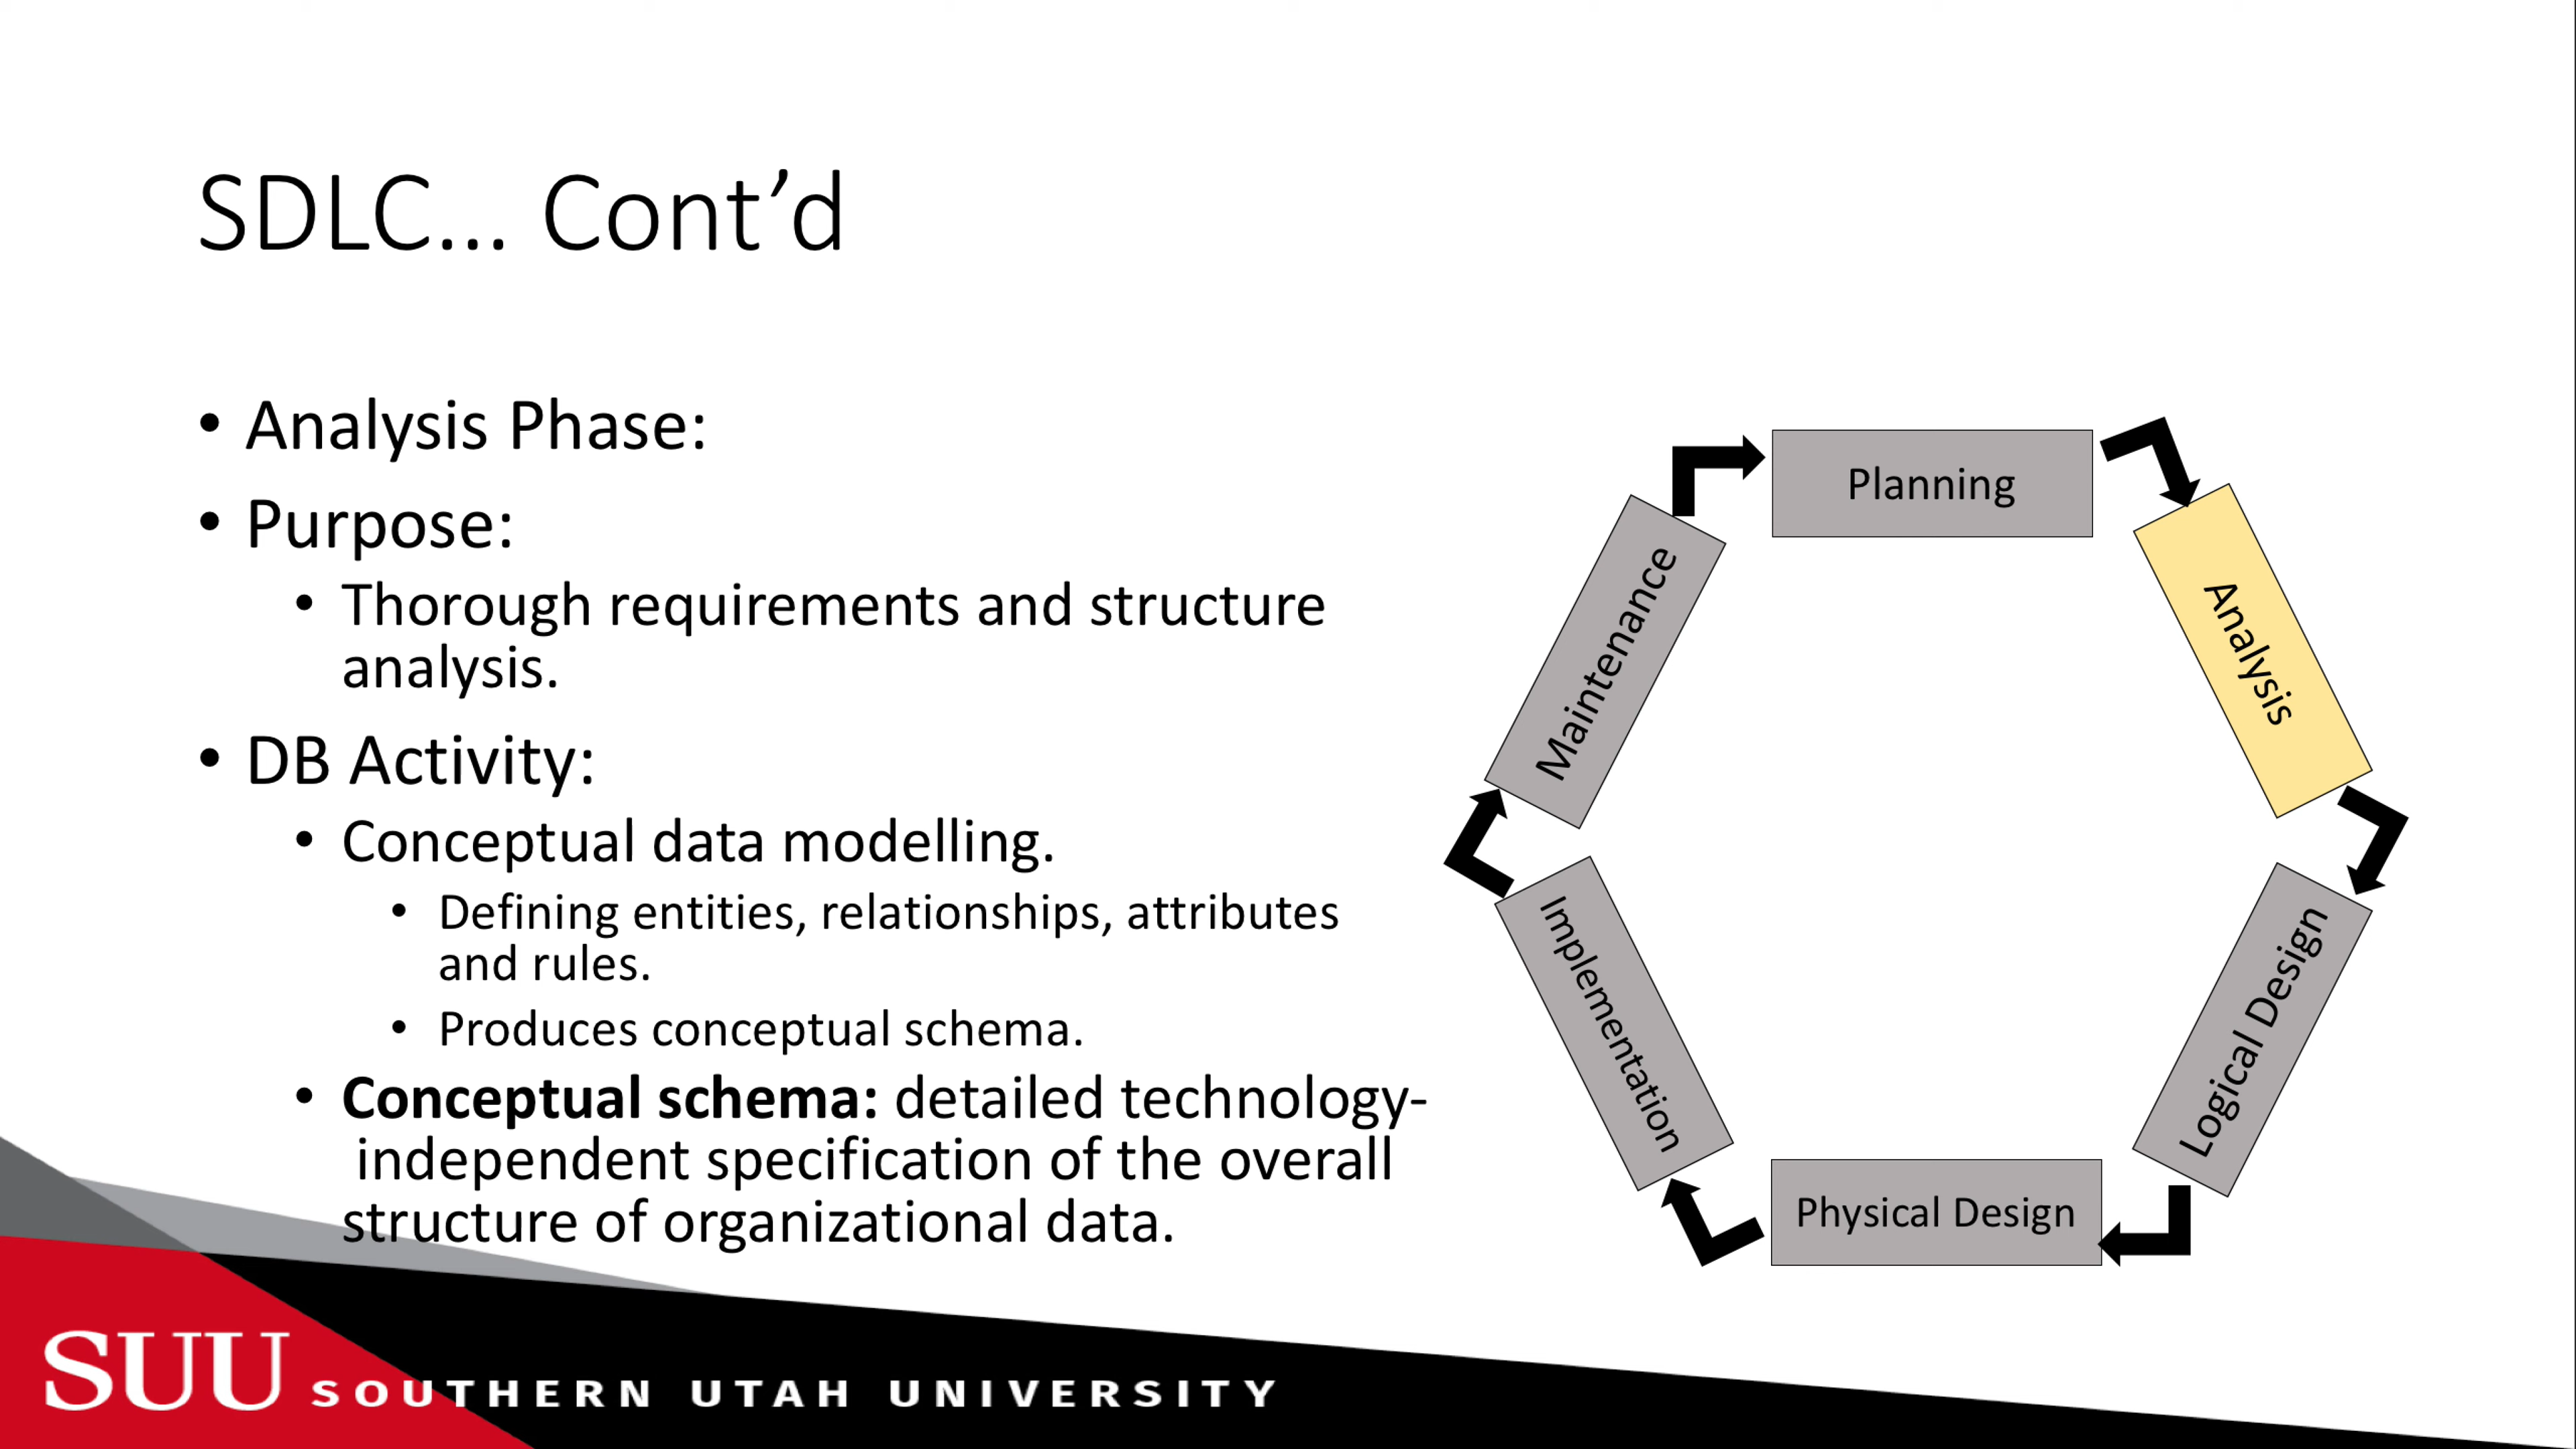 SDLC… Cont’d
• Analysis Phase:
• Purpose:
• Thorough requirements and structure
analysis.
• DB Activity:
• Conceptual data modelling.
• Defining entities, relationships, attributes
and rules.
• Produces conceptual schema.
• Conceptual schema: detailed technology-
independent specification of the overall
structure of organizational data.
Planning
Analysis
Logical Design
Physical Design
Implementation
Maintenance
SUU SOUTHERN UTAH UNIVERSITY